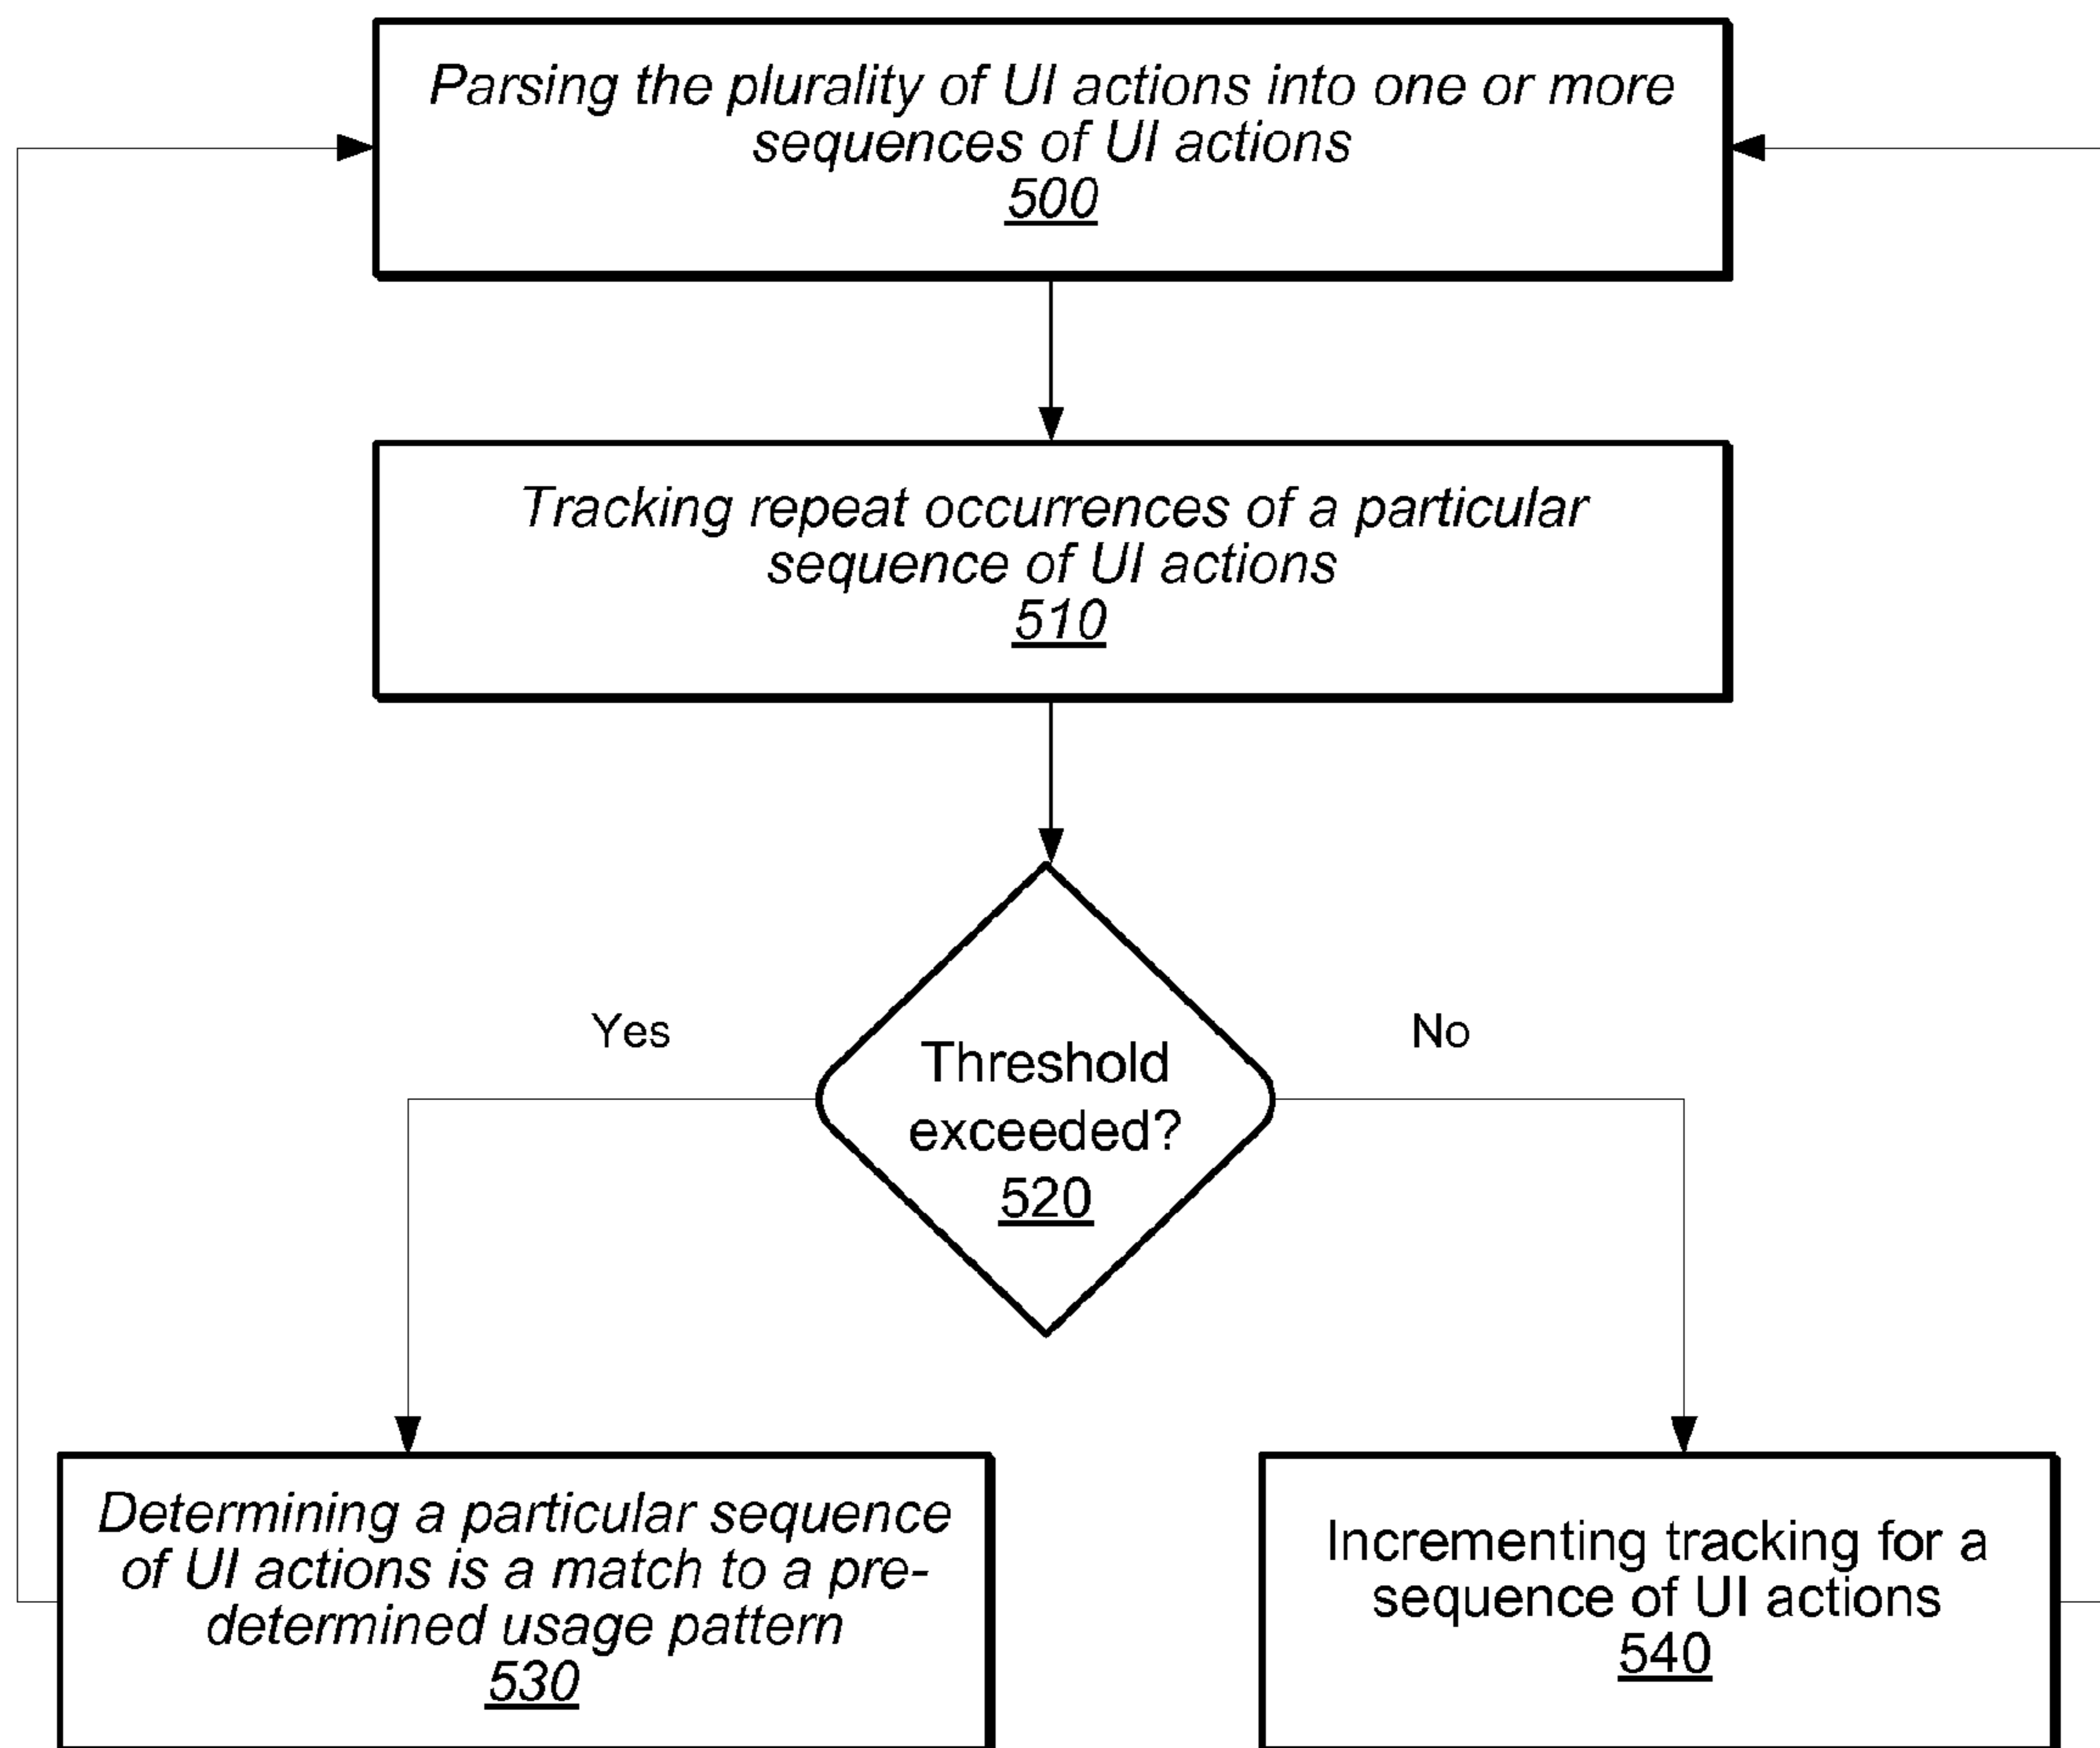 Parsing the plurality of UI actions into one or more
sequences of UI actions
500
Tracking repeat occurrences of a particular
sequence of UI actions
510
Yes
No
Threshold
exceeded?
520
Determining a particular sequence
of UI actions is a match to a pre-
determined usage pattern
530
Incrementing tracking for a
sequence of UI actions
540